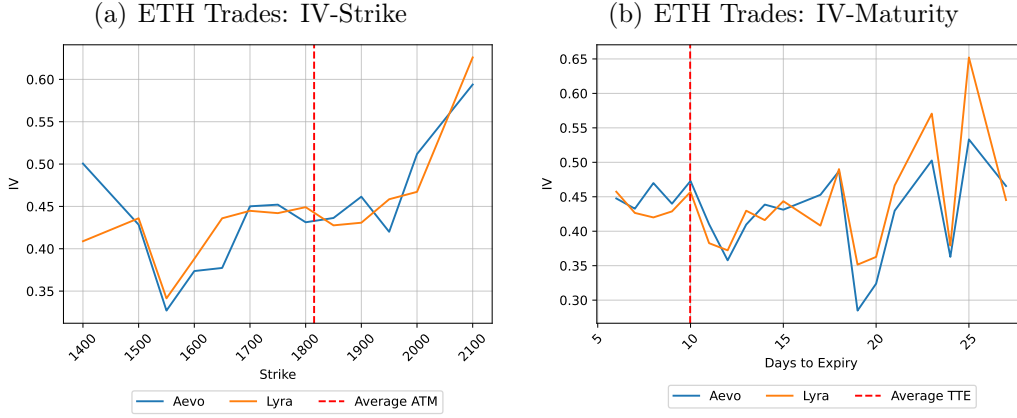 (a) ETH Trades: IV-Strike
0.60
0.55
0.50
0.45
0.40
0.35
IV
1400
1500
1600
1700
1800
1900
2000
2100
Strike
Aevo
Lyra
Average ATM
(b) ETH Trades: IV-Maturity
0.65
0.60
0.55
0.50
0.45
0.40
0.35
0.30
IV
5
10
15
20
25
Days to Expiry
Aevo
Lyra
Average TTE